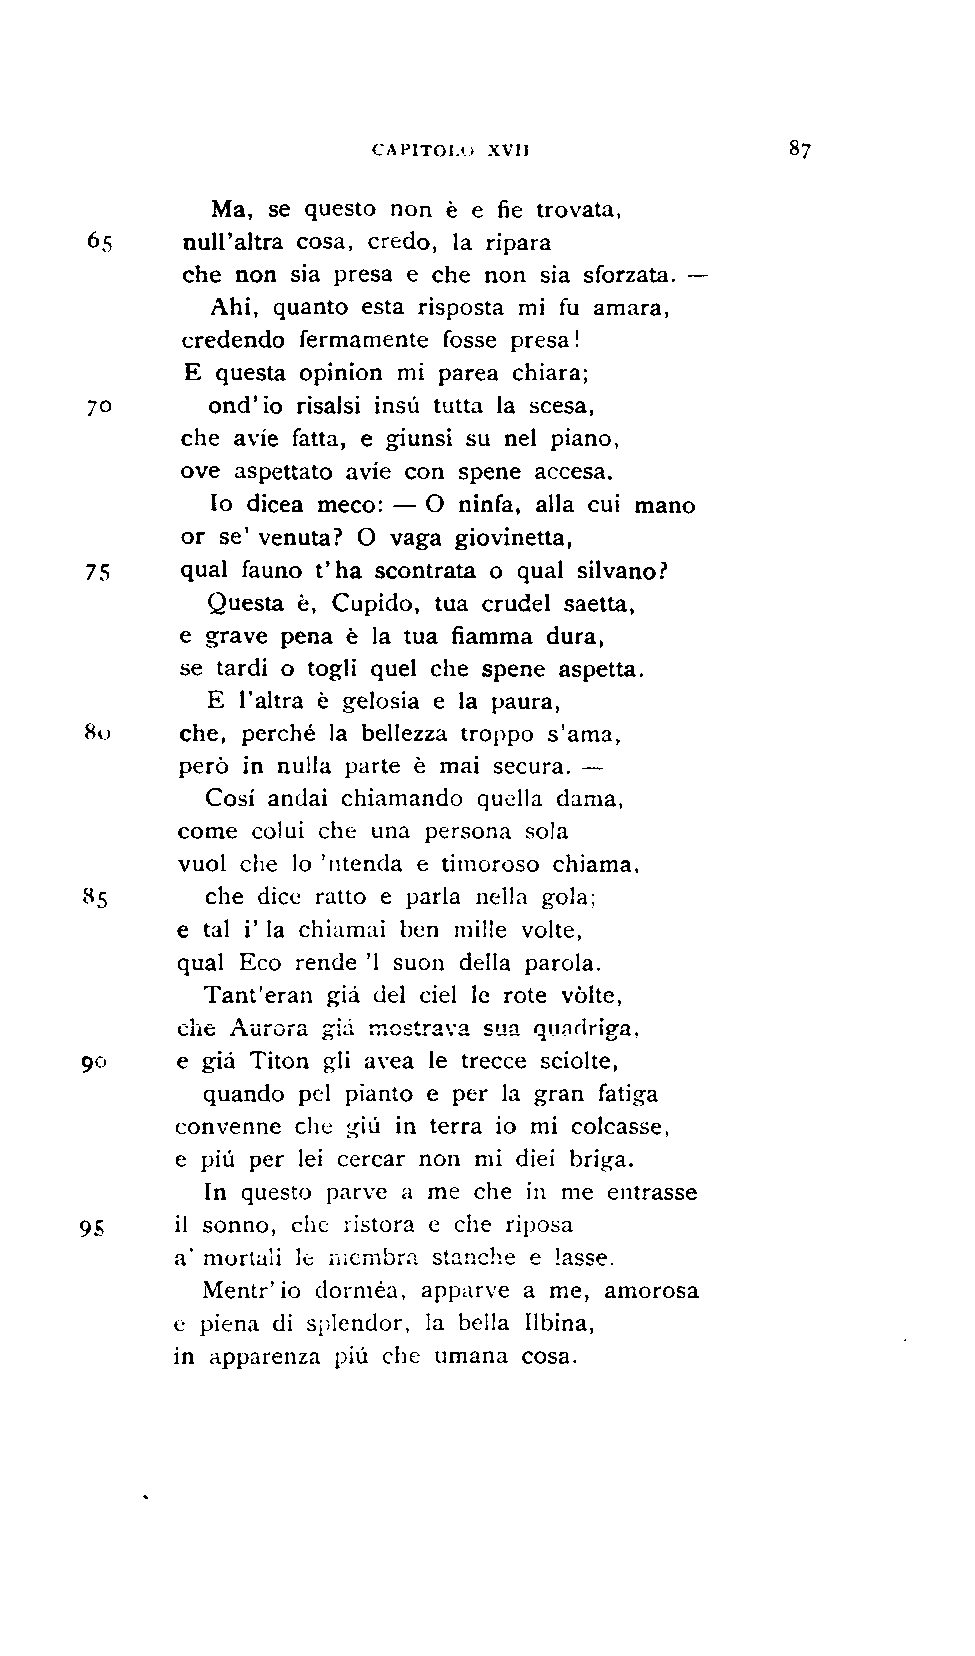 CAPITOLO XVII 87
Ma, se questo non è e fie trovata,
65 null'altra cosa, credo, la ripara
che non sia presa e che non sia sforzata. —
Ahi, quanto esta risposta mi fu amara,
credendo fermamente fosse presa!
E questa opinion mi parea chiara;
70 ond'io risalsi insú tutta la scesa,
che avíe fatta, e giunsi su nel piano,
ove aspettato avíe con spene accesa.
Io dicea meco: — O ninfa, alla cui mano
or se' venuta? O vaga giovinetta,
75 qual fauno t'ha scontrata o qual silvano?
Questa è, Cupido, tua crudel saetta,
e grave pena è la tua fiamma dura,
se tardi o togli quel che spene aspetta.
E l'altra è gelosia e la paura,
80 che, perché la bellezza troppo s'ama,
però in nulla parte è mai secura. —
Cosí andai chiamando quella dama,
come colui che una persona sola
vuol che lo 'ntenda e timoroso chiama,
85 che dice ratto e parla nella gola;
e tal i' la chiamai ben mille volte,
qual Eco rende 'l suon della parola.
Tant'eran giá del ciel le rote vòlte,
che Aurora giá mostrava sua quadriga,
90 e giá Titon gli avea le trecce sciolte,
quando pel pianto e per la gran fatiga
convenne che giú in terra io mi colcasse,
e piú per lei cercar non mi diei briga.
In questo parve a me che in me entrasse
95 il sonno, che ristora e che riposa
a' mortali le membra stanche e lasse.
Mentr'io dorméa, apparve a me, amorosa
e piena di splendor, la bella Ilbina,
in apparenza piú che umana cosa.